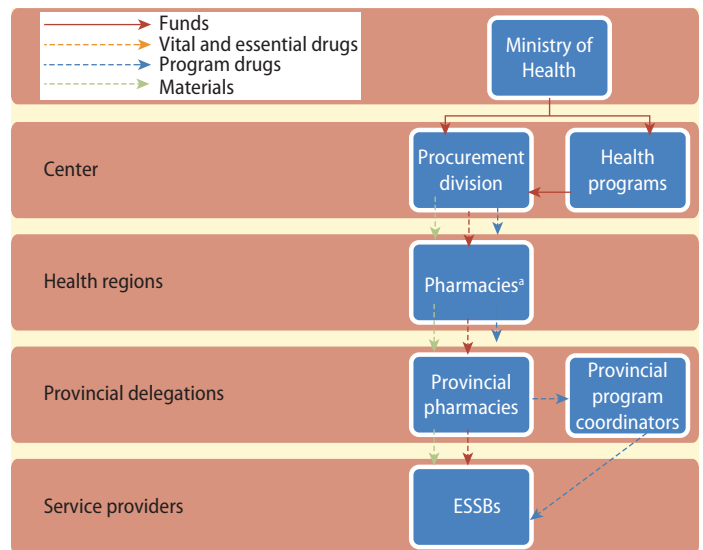 Funds
Vital and essential drugs
Program drugs
Materials
Ministry of
Health
Center
Procurement
division
Health
programs
Health regions
Pharmaciesª
Provincial delegations
Provincial
pharmacies
Provincial
program
coordinators
Service providers
ESSBs